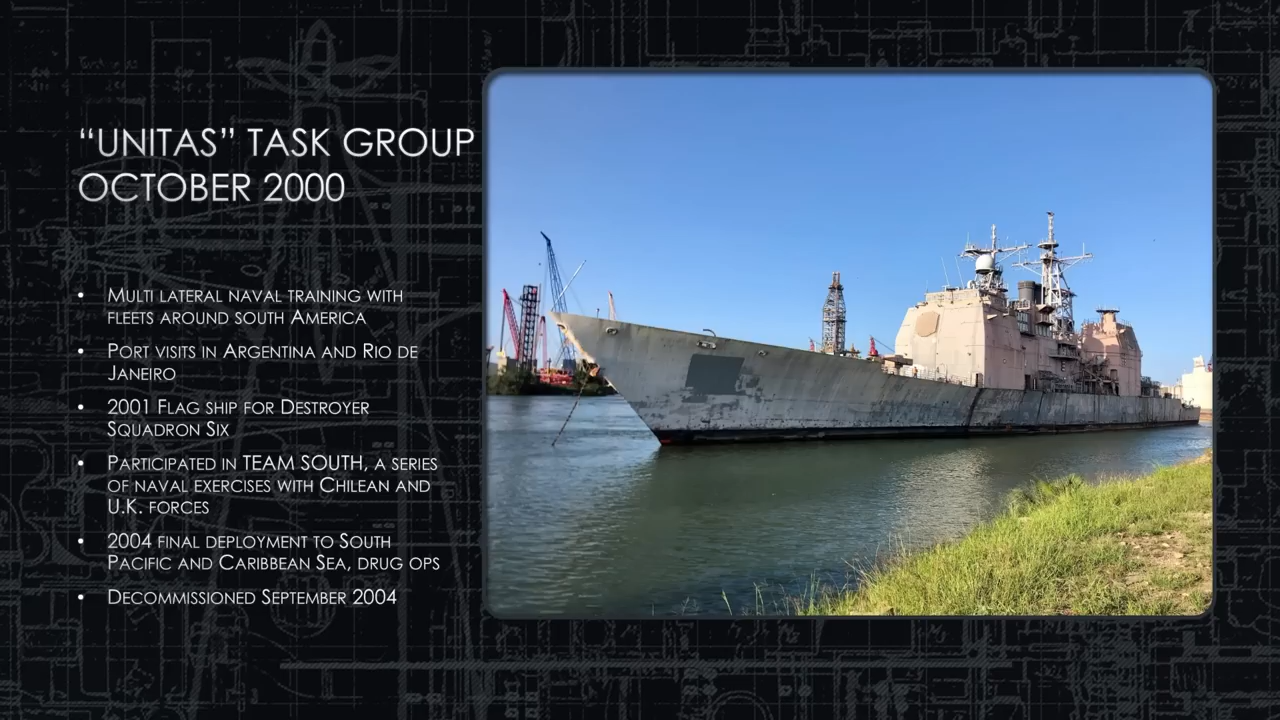 “UNITAS” TASK GROUP
OCTOBER 2000
• MULTI LATERAL NAVAL TRAINING WITH
FLEETS AROUND SOUTH AMERICA
• PORT VISITS IN ARGENTINA AND RIO DE
JANEIRO
• 2001 FLAG SHIP FOR DESTROYER
SQUADRON SIX
• PARTICIPATED IN TEAM SOUTH, A SERIES
OF NAVAL EXERCISES WITH CHILEAN AND
U.K. FORCES
• 2004 FINAL DEPLOYMENT TO SOUTH
PACIFIC AND CARIBBEAN SEA, DRUG OPS
• DECOMMISSIONED SEPTEMBER 2004